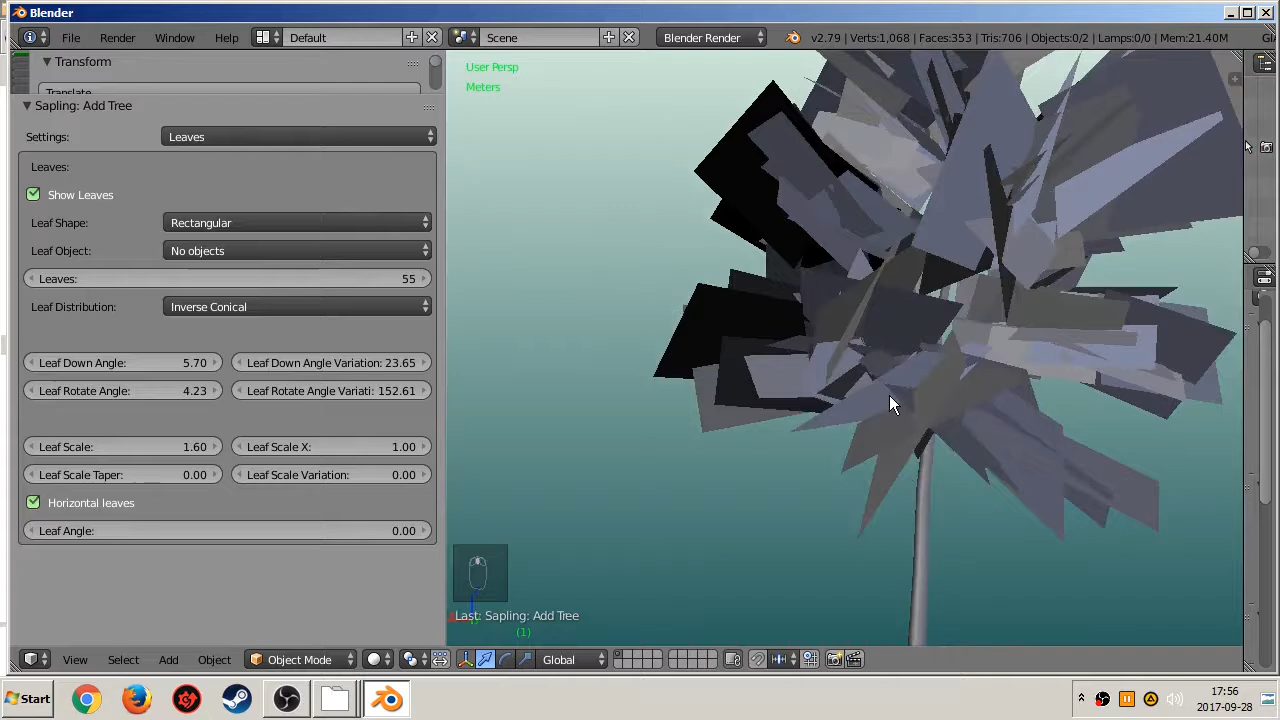 Blender
File Render Window Help Default Scene Blender Render v2.79 | Verts:1,068 | Faces:353 | Tris:706 | Objects:0/2 | Lamps:0/0 | Mem:21.40M
Transform
Sapling: Add Tree
Settings: Leaves
Leaves:
Show Leaves
Leaf Shape: Rectangular
Leaf Object: No objects
Leaves: 55
Leaf Distribution: Inverse Conical
Leaf Down Angle: 5.70 Leaf Down Angle Variation: 23.65
Leaf Rotate Angle: 4.23 Leaf Rotate Angle Variati: 152.61
Leaf Scale: 1.60 Leaf Scale X: 1.00
Leaf Scale Taper: 0.00 Leaf Scale Variation: 0.00
Horizontal leaves
Leaf Angle: 0.00
User Persp
Meters
Last: Sapling: Add Tree
(1)
View Select Add Object Object Mode Global
Start
17:56
2017-09-28